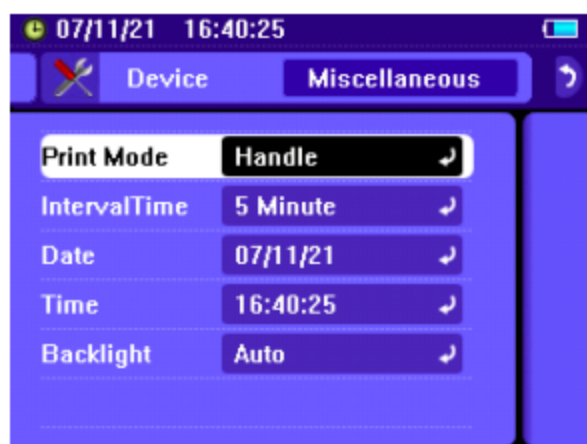 07/11/21 16:40:25
Device Miscellaneous
Print Mode Handle
IntervalTime 5 Minute
Date 07/11/21
Time 16:40:25
Backlight Auto